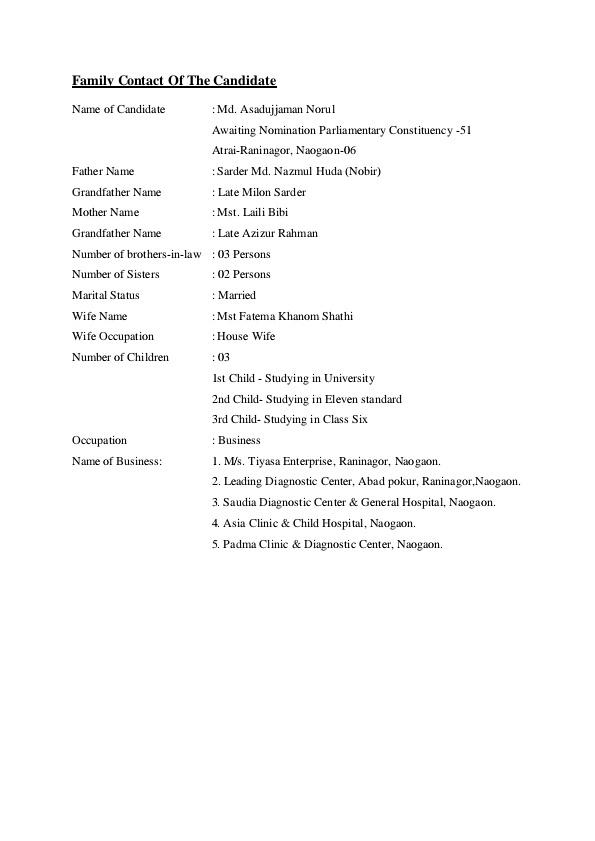 Family Contact Of The Candidate
Name of Candidate : Md. Asadujjaman Norul
Awaiting Nomination Parliamentary Constituency -51
Atrai-Raninagor, Naogaon-06
Father Name : Sarder Md. Nazmul Huda (Nobir)
Grandfather Name : Late Milon Sarder
Mother Name : Mst. Laili Bibi
Grandfather Name : Late Azizur Rahman
Number of brothers-in-law : 03 Persons
Number of Sisters : 02 Persons
Marital Status : Married
Wife Name : Mst Fatema Khanom Shathi
Wife Occupation : House Wife
Number of Children : 03
1st Child - Studying in University
2nd Child- Studying in Eleven standard
3rd Child- Studying in Class Six
Occupation : Business
Name of Business: 1. M/s. Tiyasa Enterprise, Raninagor, Naogaon.
2. Leading Diagnostic Center, Abad pokur, Raninagor,Naogaon.
3. Saudia Diagnostic Center & General Hospital, Naogaon.
4. Asia Clinic & Child Hospital, Naogaon.
5. Padma Clinic & Diagnostic Center, Naogaon.